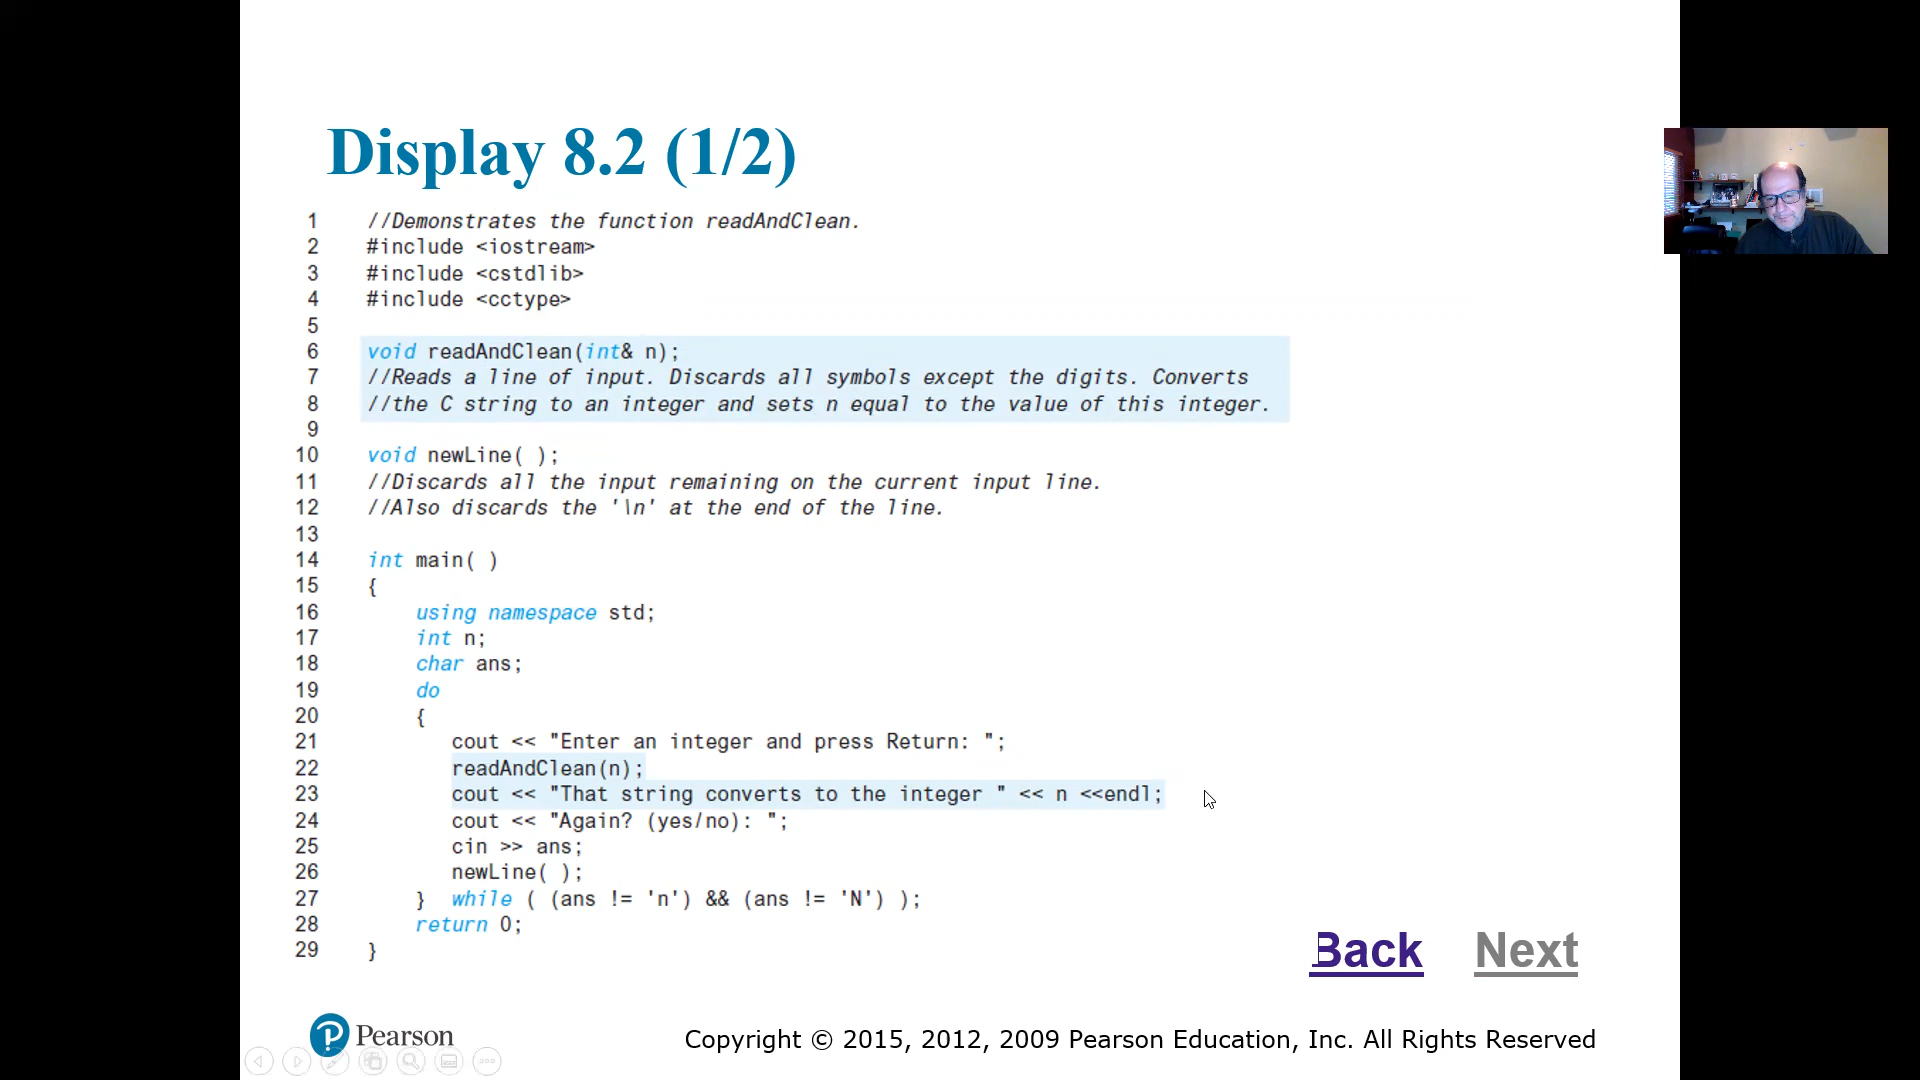 Display 8.2 (1/2)
1 //Demonstrates the function readAndClean.
2 #include <iostream>
3 #include <cstdlib>
4 #include <cctype>
5
6 void readAndClean(int& n);
7 //Reads a line of input. Discards all symbols except the digits. Converts
8 //the C string to an integer and sets n equal to the value of this integer.
9
10 void newLine( );
11 //Discards all the input remaining on the current input line.
12 //Also discards the '\n' at the end of the line.
13
14 int main( )
15 {
16     using namespace std;
17     int n;
18     char ans;
19     do
20     {
21        cout << "Enter an integer and press Return: ";
22        readAndClean(n);
23        cout << "That string converts to the integer " << n <<endl;
24        cout << "Again? (yes/no): ";
25        cin >> ans;
26        newLine( );
27     } while ( (ans != 'n') && (ans != 'N') );
28     return 0;
29 }
Back Next
Pearson
Copyright © 2015, 2012, 2009 Pearson Education, Inc. All Rights Reserved